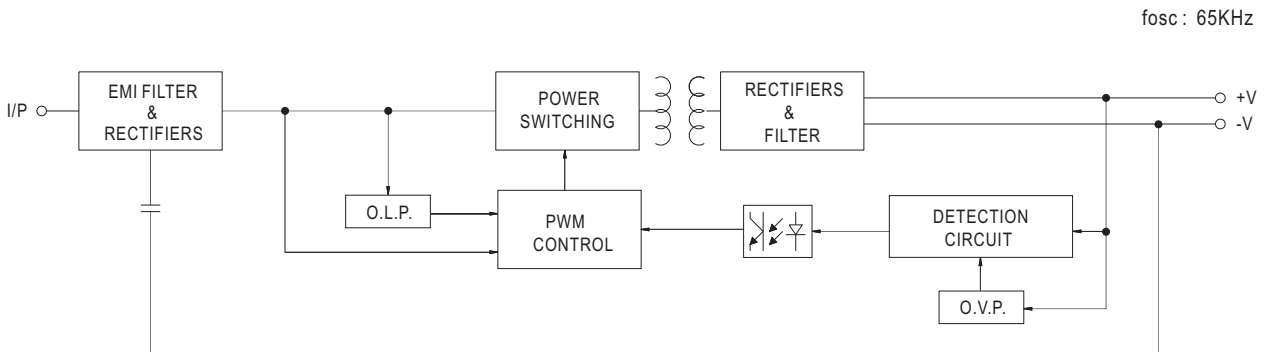 fosc : 65KHz
I/P
EMI FILTER
&
RECTIFIERS
POWER
SWITCHING
RECTIFIERS
&
FILTER
+V
-V
O.L.P.
PWM
CONTROL
DETECTION
CIRCUIT
O.V.P.